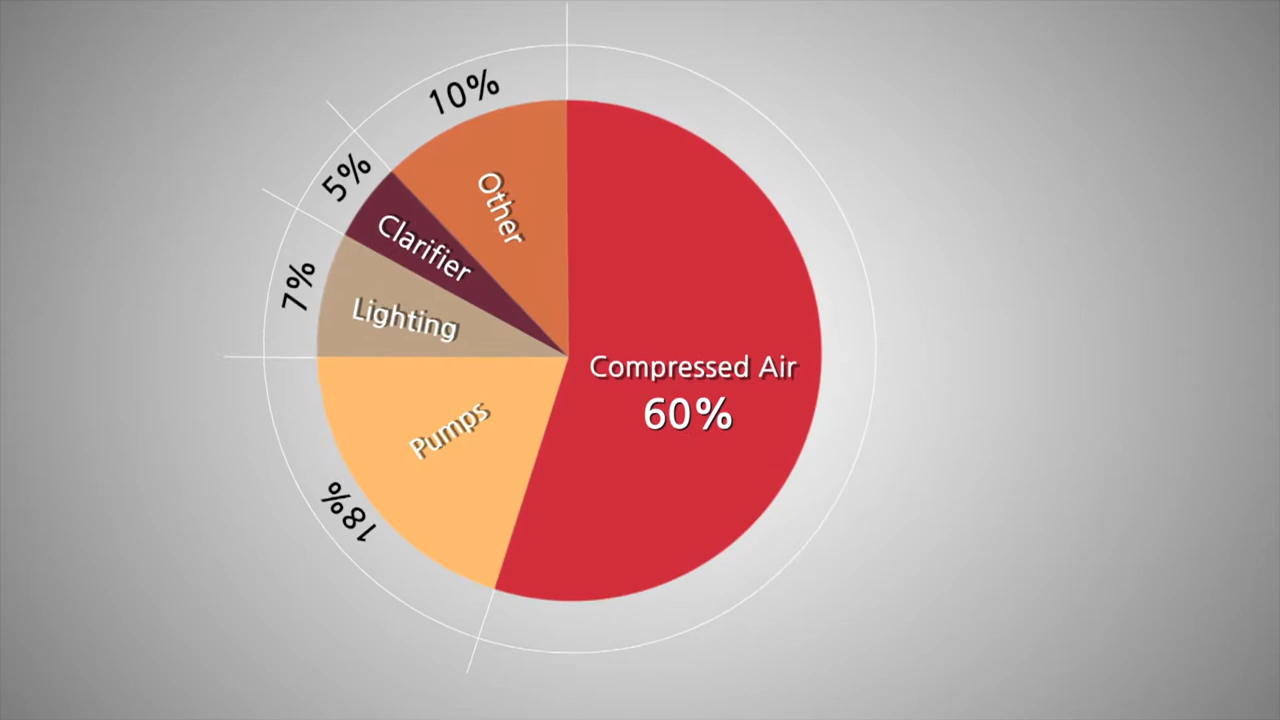 10%
Other
5%
Clarifier
7%
Lighting
Compressed Air
60%
Pumps
18%